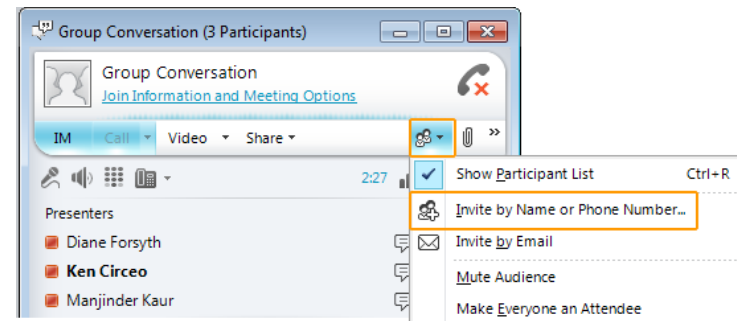 Group Conversation (3 Participants)
Group Conversation
Join Information and Meeting Options
IM Call Video Share »
2:27
Presenters
Diane Forsyth
Ken Circeo
Manjinder Kaur
Show Participant List Ctrl+R
Invite by Name or Phone Number...
Invite by Email
Mute Audience
Make Everyone an Attendee